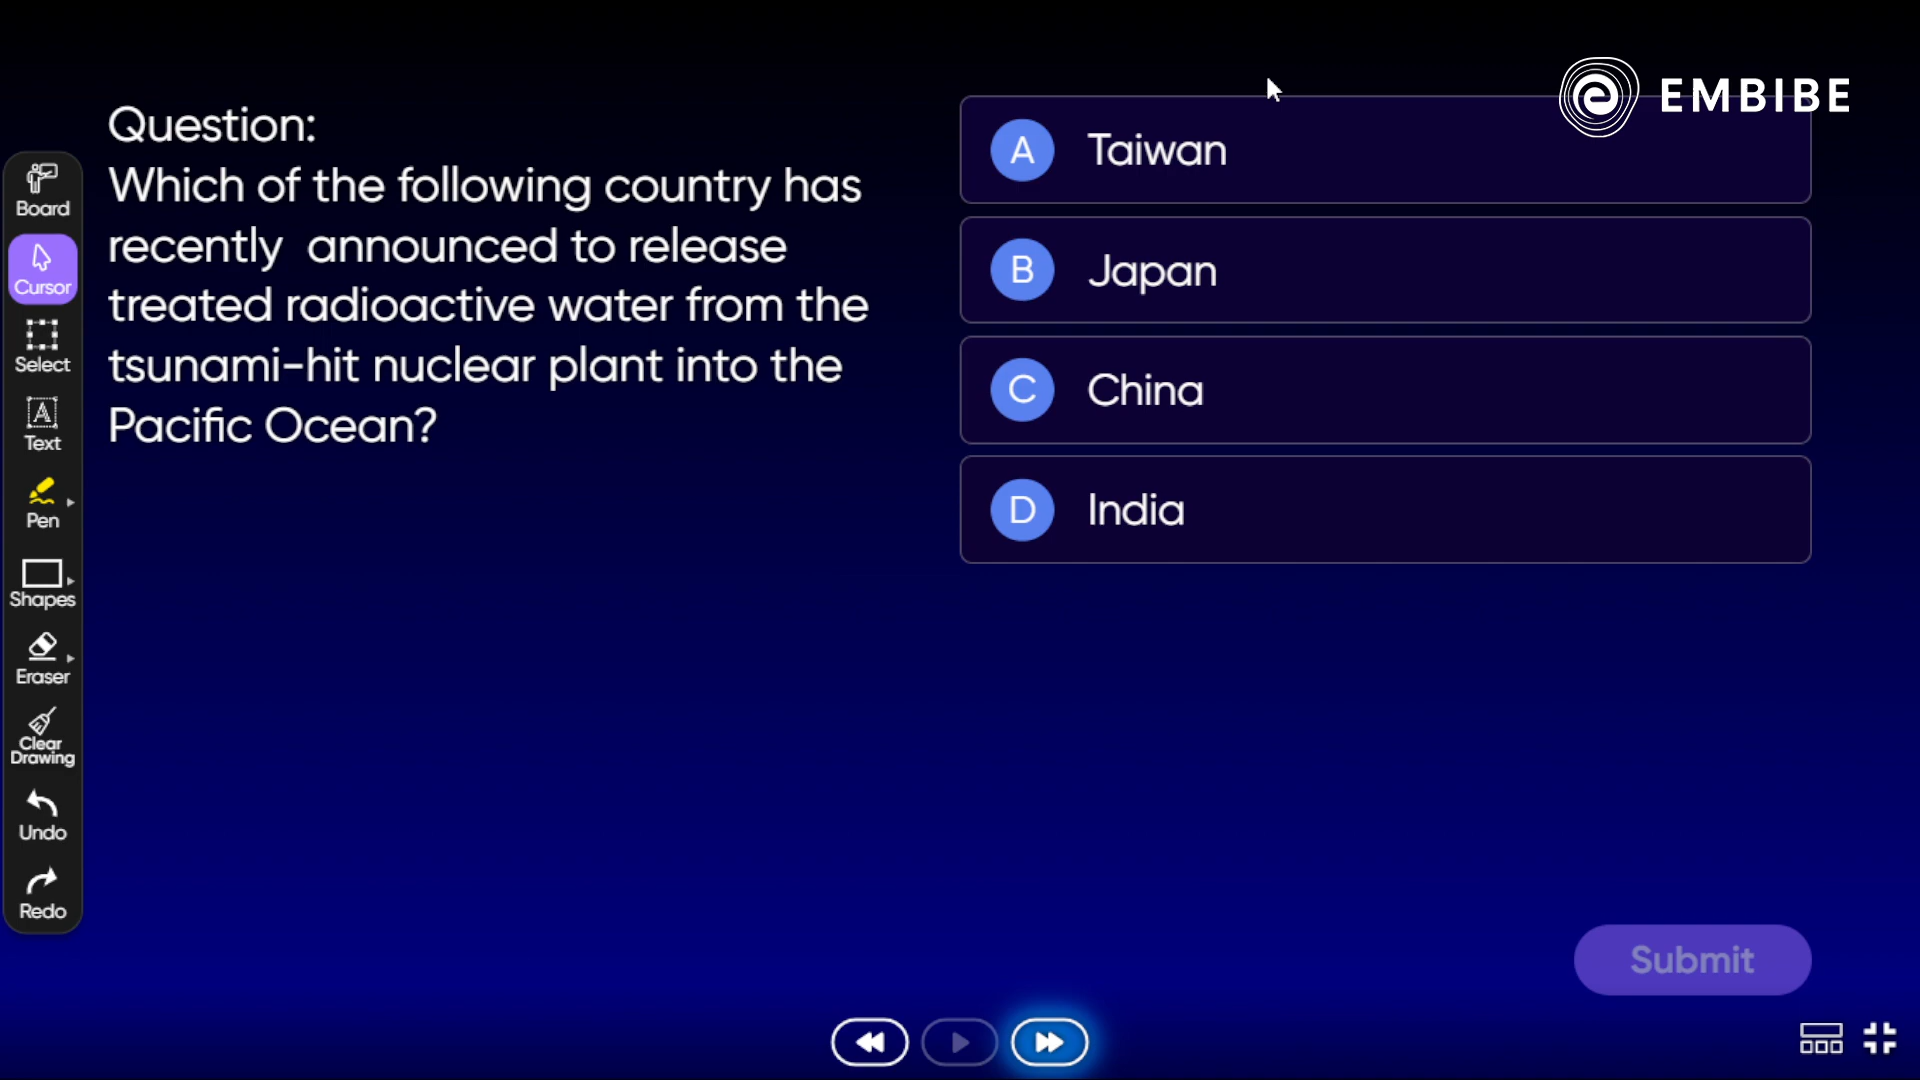 EMBIBE
Question:
Which of the following country has
recently  announced to release
treated radioactive water from the
tsunami-hit nuclear plant into the
Pacific Ocean?
A Taiwan
B Japan
C China
D India
Board
Cursor
Select
A
Text
Pen
Shapes
Eraser
Clear
Drawing
Undo
Redo
Submit